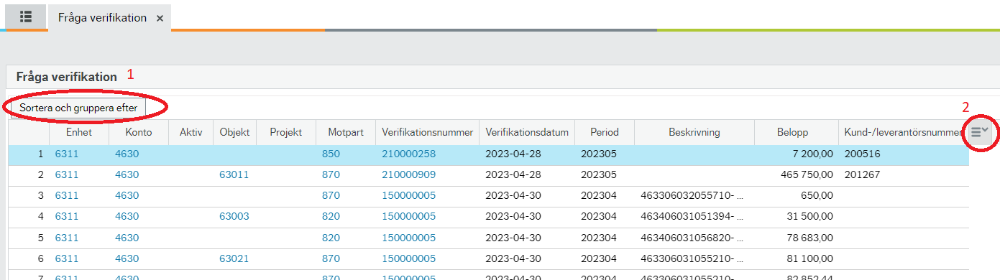 Fråga verifikation ×
Fråga verifikation 1
Sortera och gruppera efter
2
Enhet Konto Aktiv Objekt Projekt Motpart Verifikationsnummer Verifikationsdatum Period Beskrivning Belopp Kund-/leverantörsnummer
1 6311 4630 850 210000258 2023-04-28 202305 7 200,00 200516
2 6311 4630 63011 870 210000909 2023-04-28 202305 465 750,00 201267
3 6311 4630 870 150000005 2023-04-30 202304 463306032055710- ... 650,00
4 6311 4630 63003 820 150000005 2023-04-30 202304 463406031051394- ... 31 500,00
5 6311 4630 820 150000005 2023-04-30 202304 463406031056820- ... 78 683,00
6 6311 4630 63021 870 150000005 2023-04-30 202304 463306031055210- ... 81 100,00
7 6311 4630 870 150000005 2023-04-30 202304 463306031055210- ... 82 852,44